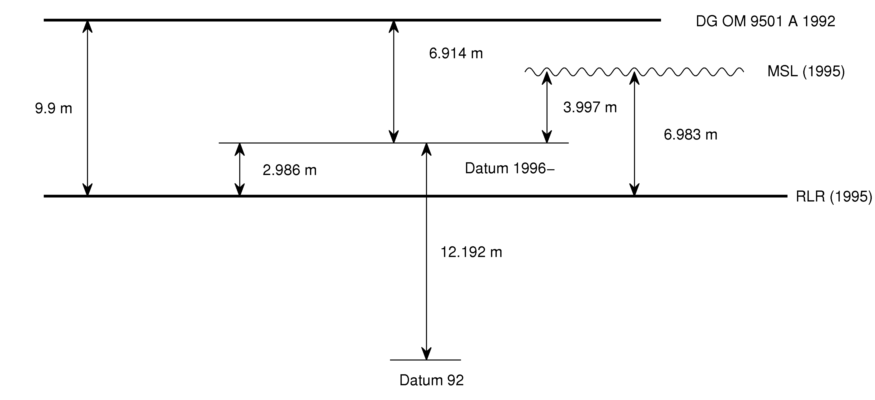 DG OM 9501 A 1992
6.914 m
MSL (1995)
9.9 m
3.997 m
6.983 m
2.986 m
Datum 1996–
RLR (1995)
12.192 m
Datum 92